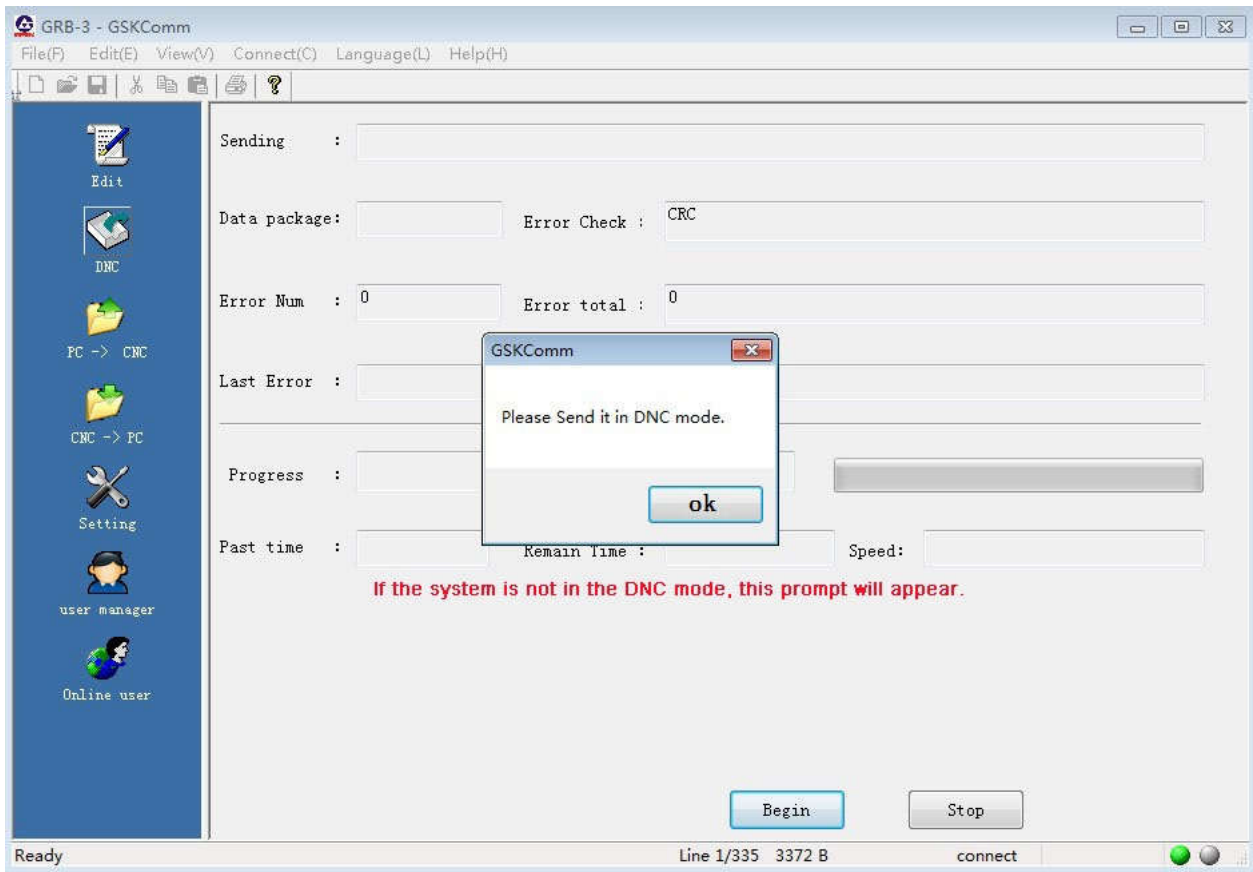 GRB-3 - GSKComm
File(F) Edit(E) View(V) Connect(C) Language(L) Help(H)
Edit
DNC
PC -> CNC
CNC -> PC
Setting
user manager
Online user
Sending :
Data package: Error Check : CRC
Error Num : 0 Error total : 0
Last Error :
GSKComm
Please Send it in DNC mode.
ok
Progress :
Past time : Remain Time : Speed:
If the system is not in the DNC mode, this prompt will appear.
Begin Stop
Ready Line 1/335 3372 B connect